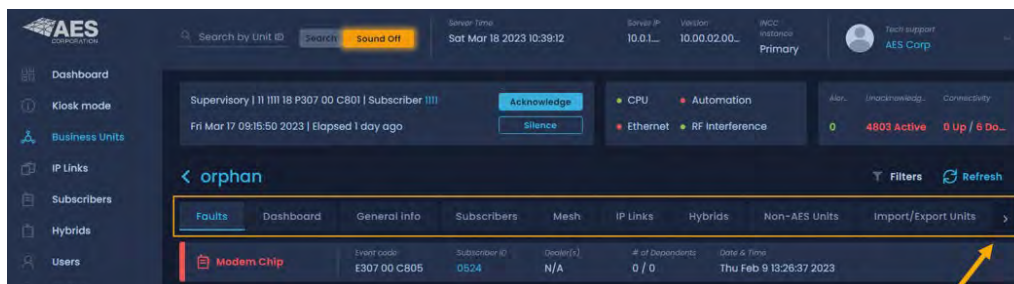 AES
CORPORATION
Search by Unit ID
Search
Sound Off
Server Time
Sat Mar 18 2023 10:39:12
Server IP
10.0.1....
Version
10.00.02.00...
INCC
instance
Primary
Tech support
AES Corp
Dashboard
Kiosk mode
Business Units
IP Links
Subscribers
Hybrids
Users
Supervisory | 11 1111 18 P307 00 C801 | Subscriber 1111
Acknowledge
Fri Mar 17 09:15:50 2023 | Elapsed 1 day ago
Silence
CPU
Automation
Ethernet
RF Interference
Alar..
Unacknowledg..
Connectivity
0
4803 Active
0 Up / 6 Do...
< orphan
Filters
Refresh
Faults
Dashboard
General info
Subscribers
Mesh
IP Links
Hybrids
Non-AES Units
Import/Export Units
>
Modem Chip
Event code
E307 00 C805
Subscriber ID
0524
Dealer(s)
N/A
# of Dependents
0 / 0
Date & Time
Thu Feb 9 13:26:37 2023